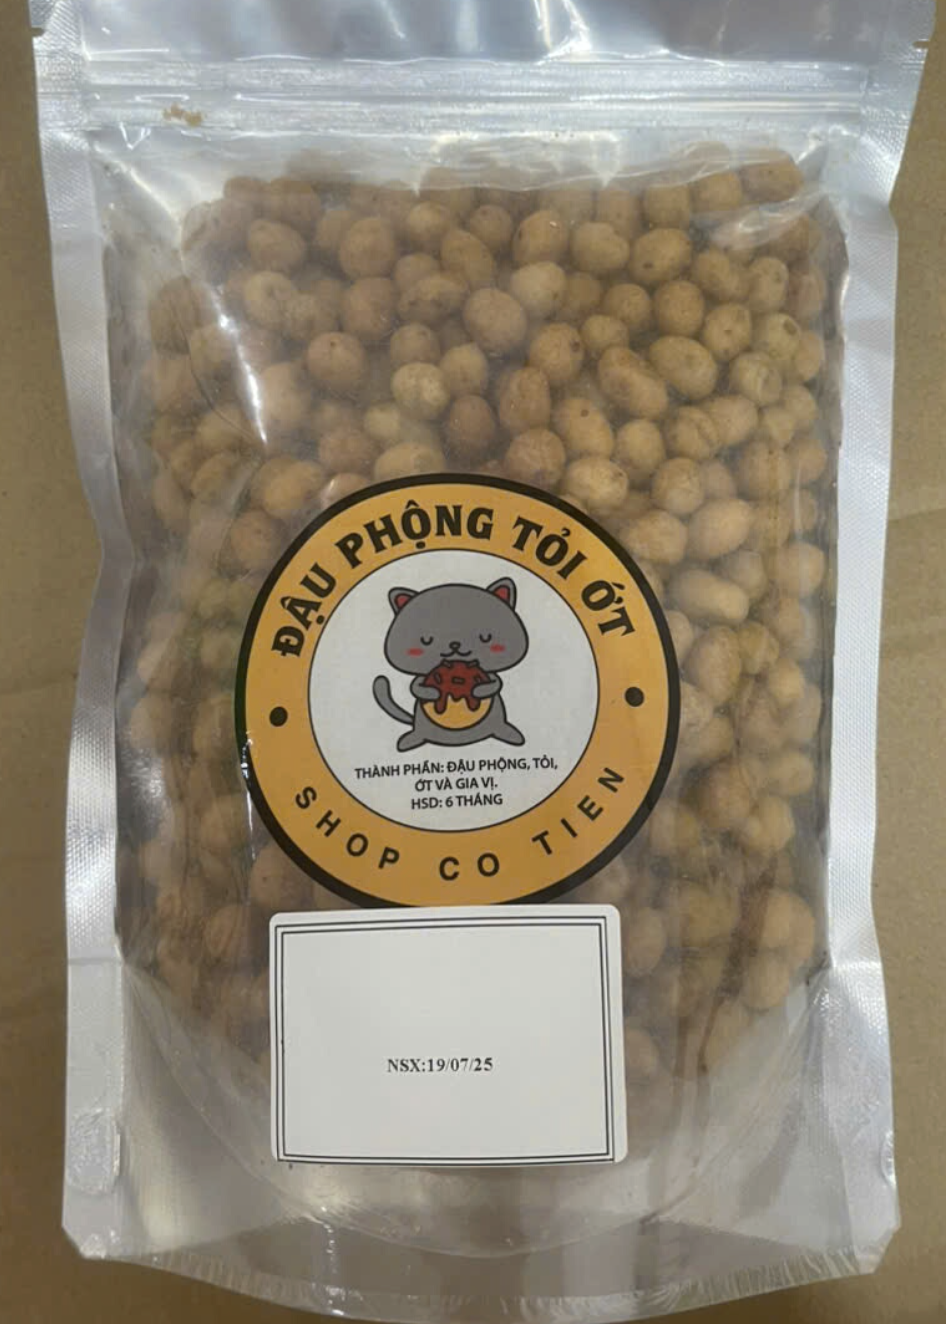 ĐẬU PHỘNG TỎI ỚT
THÀNH PHẦN: ĐẬU PHỘNG, TỎI,
ỚT VÀ GIA VỊ.
HSD: 6 THÁNG
SHOP CO TIEN
NSX:19/07/25